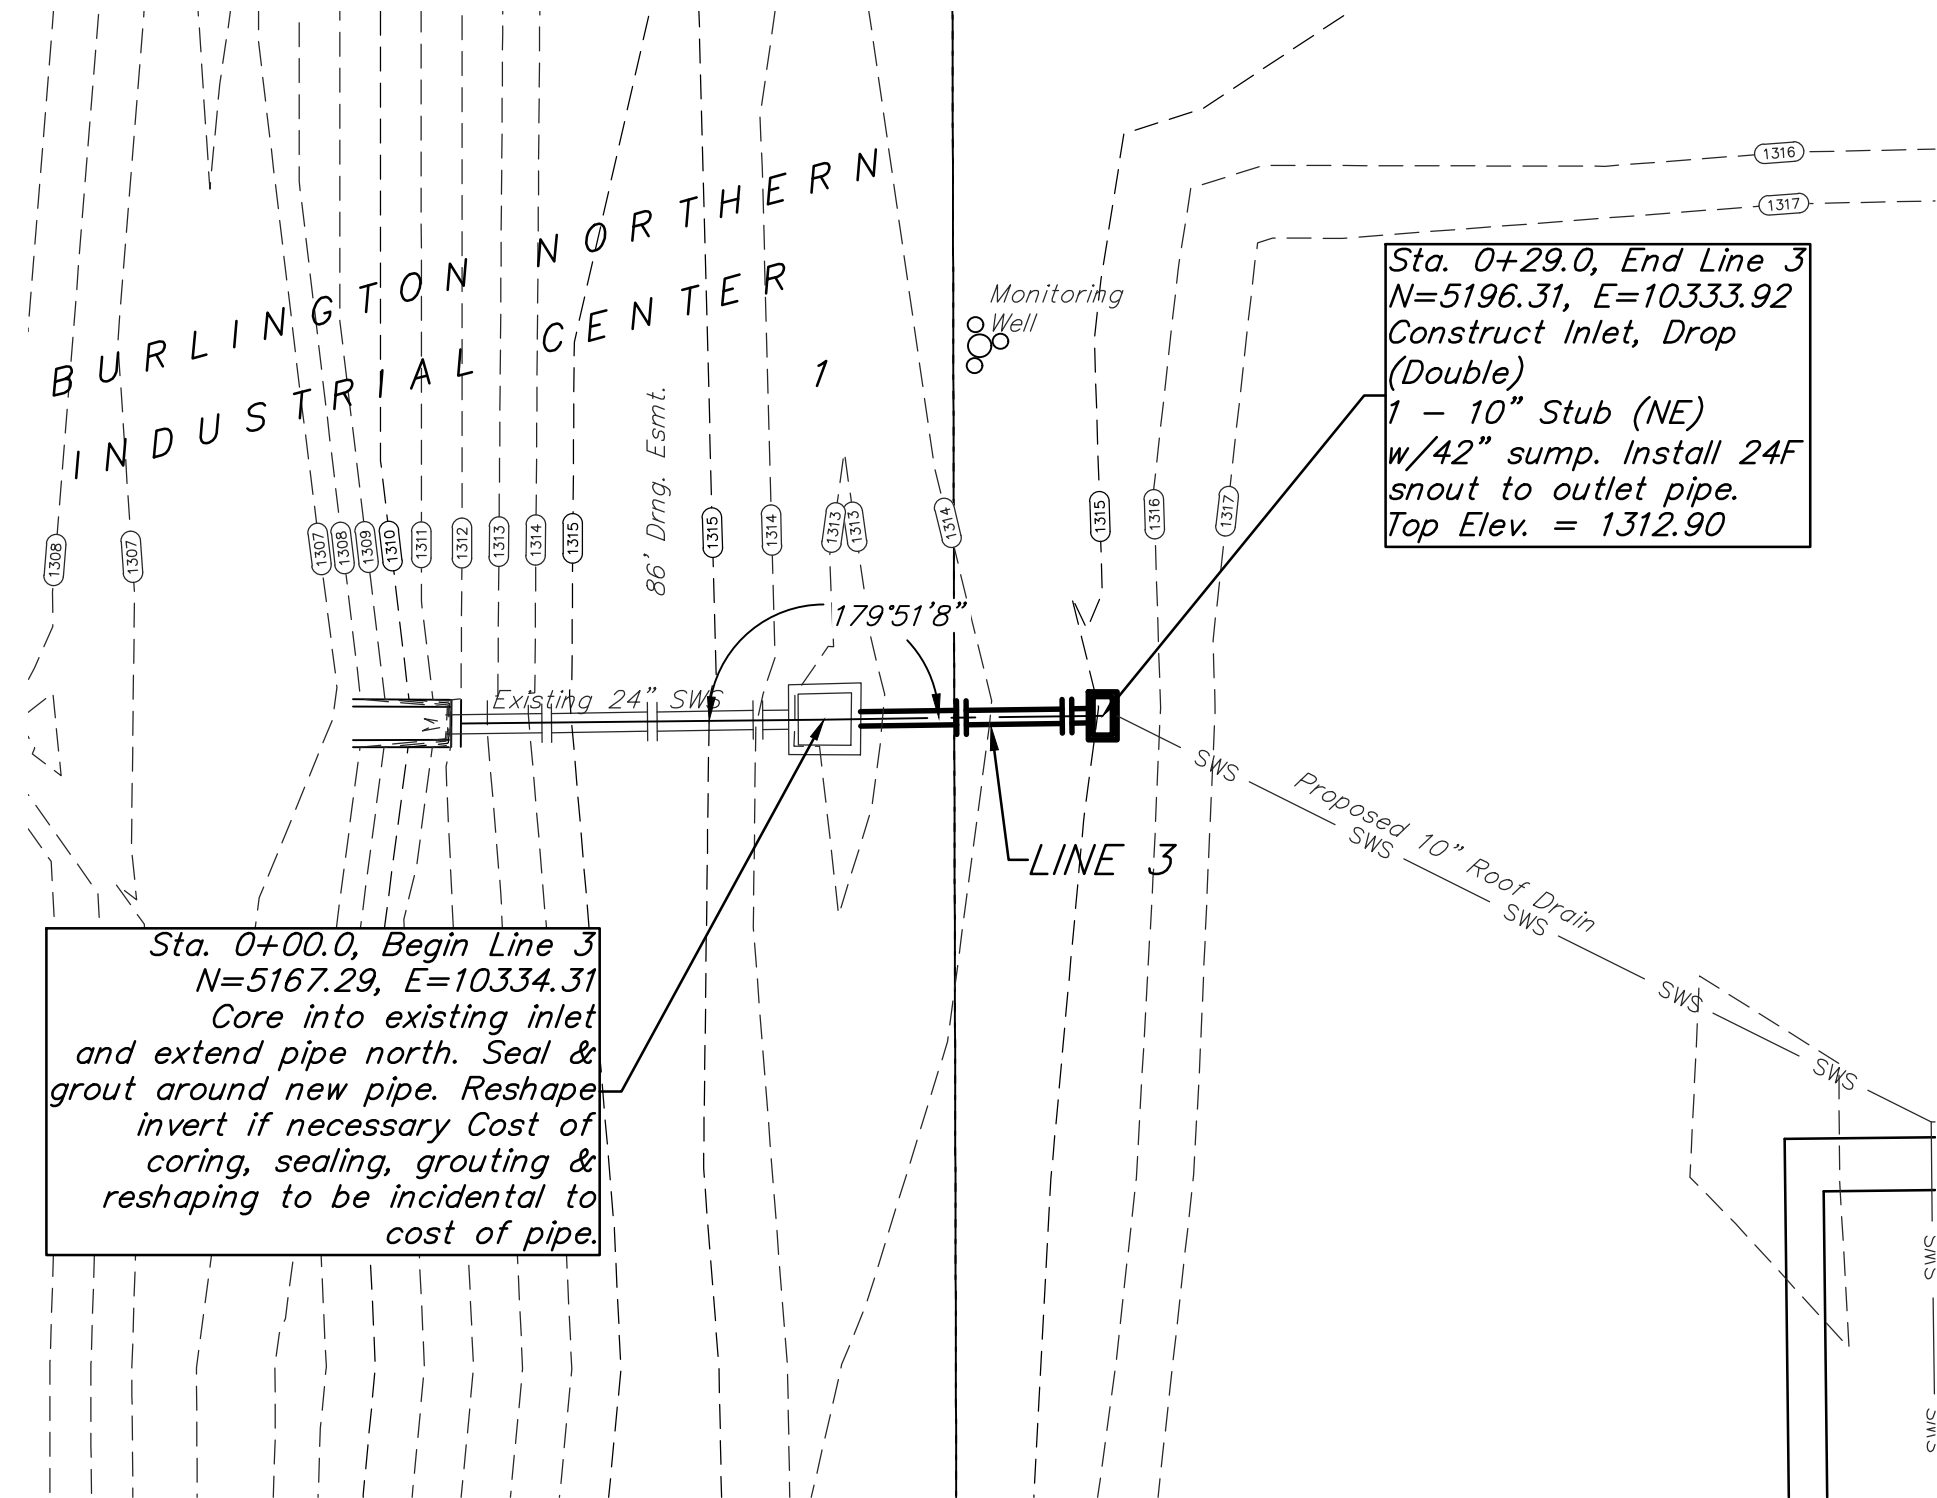 1316
1317
BURLINGTON NORTHERN
INDUSTRIAL CENTER
1
Monitoring
Well
86' Drng. Esmt.
Sta. 0+29.0, End Line 3
N=5196.31, E=10333.92
Construct Inlet, Drop
(Double)
1 - 10" Stub (NE)
w/42" sump. Install 24F
snout to outlet pipe.
Top Elev. = 1312.90
1308
1307
1307
1308
1309
1310
1311
1312
1313
1314
1315
1315
1314
1313
1313
1314
1315
1316
1317
179°51'8"
Existing 24" SWS
LINE 3
SWS
Proposed 10" Roof Drain
SWS
SWS
SWS
SWS
SWS
SWS
Sta. 0+00.0, Begin Line 3
N=5167.29, E=10334.31
Core into existing inlet
and extend pipe north. Seal &
grout around new pipe. Reshape
invert if necessary Cost of
coring, sealing, grouting &
reshaping to be incidental to
cost of pipe.